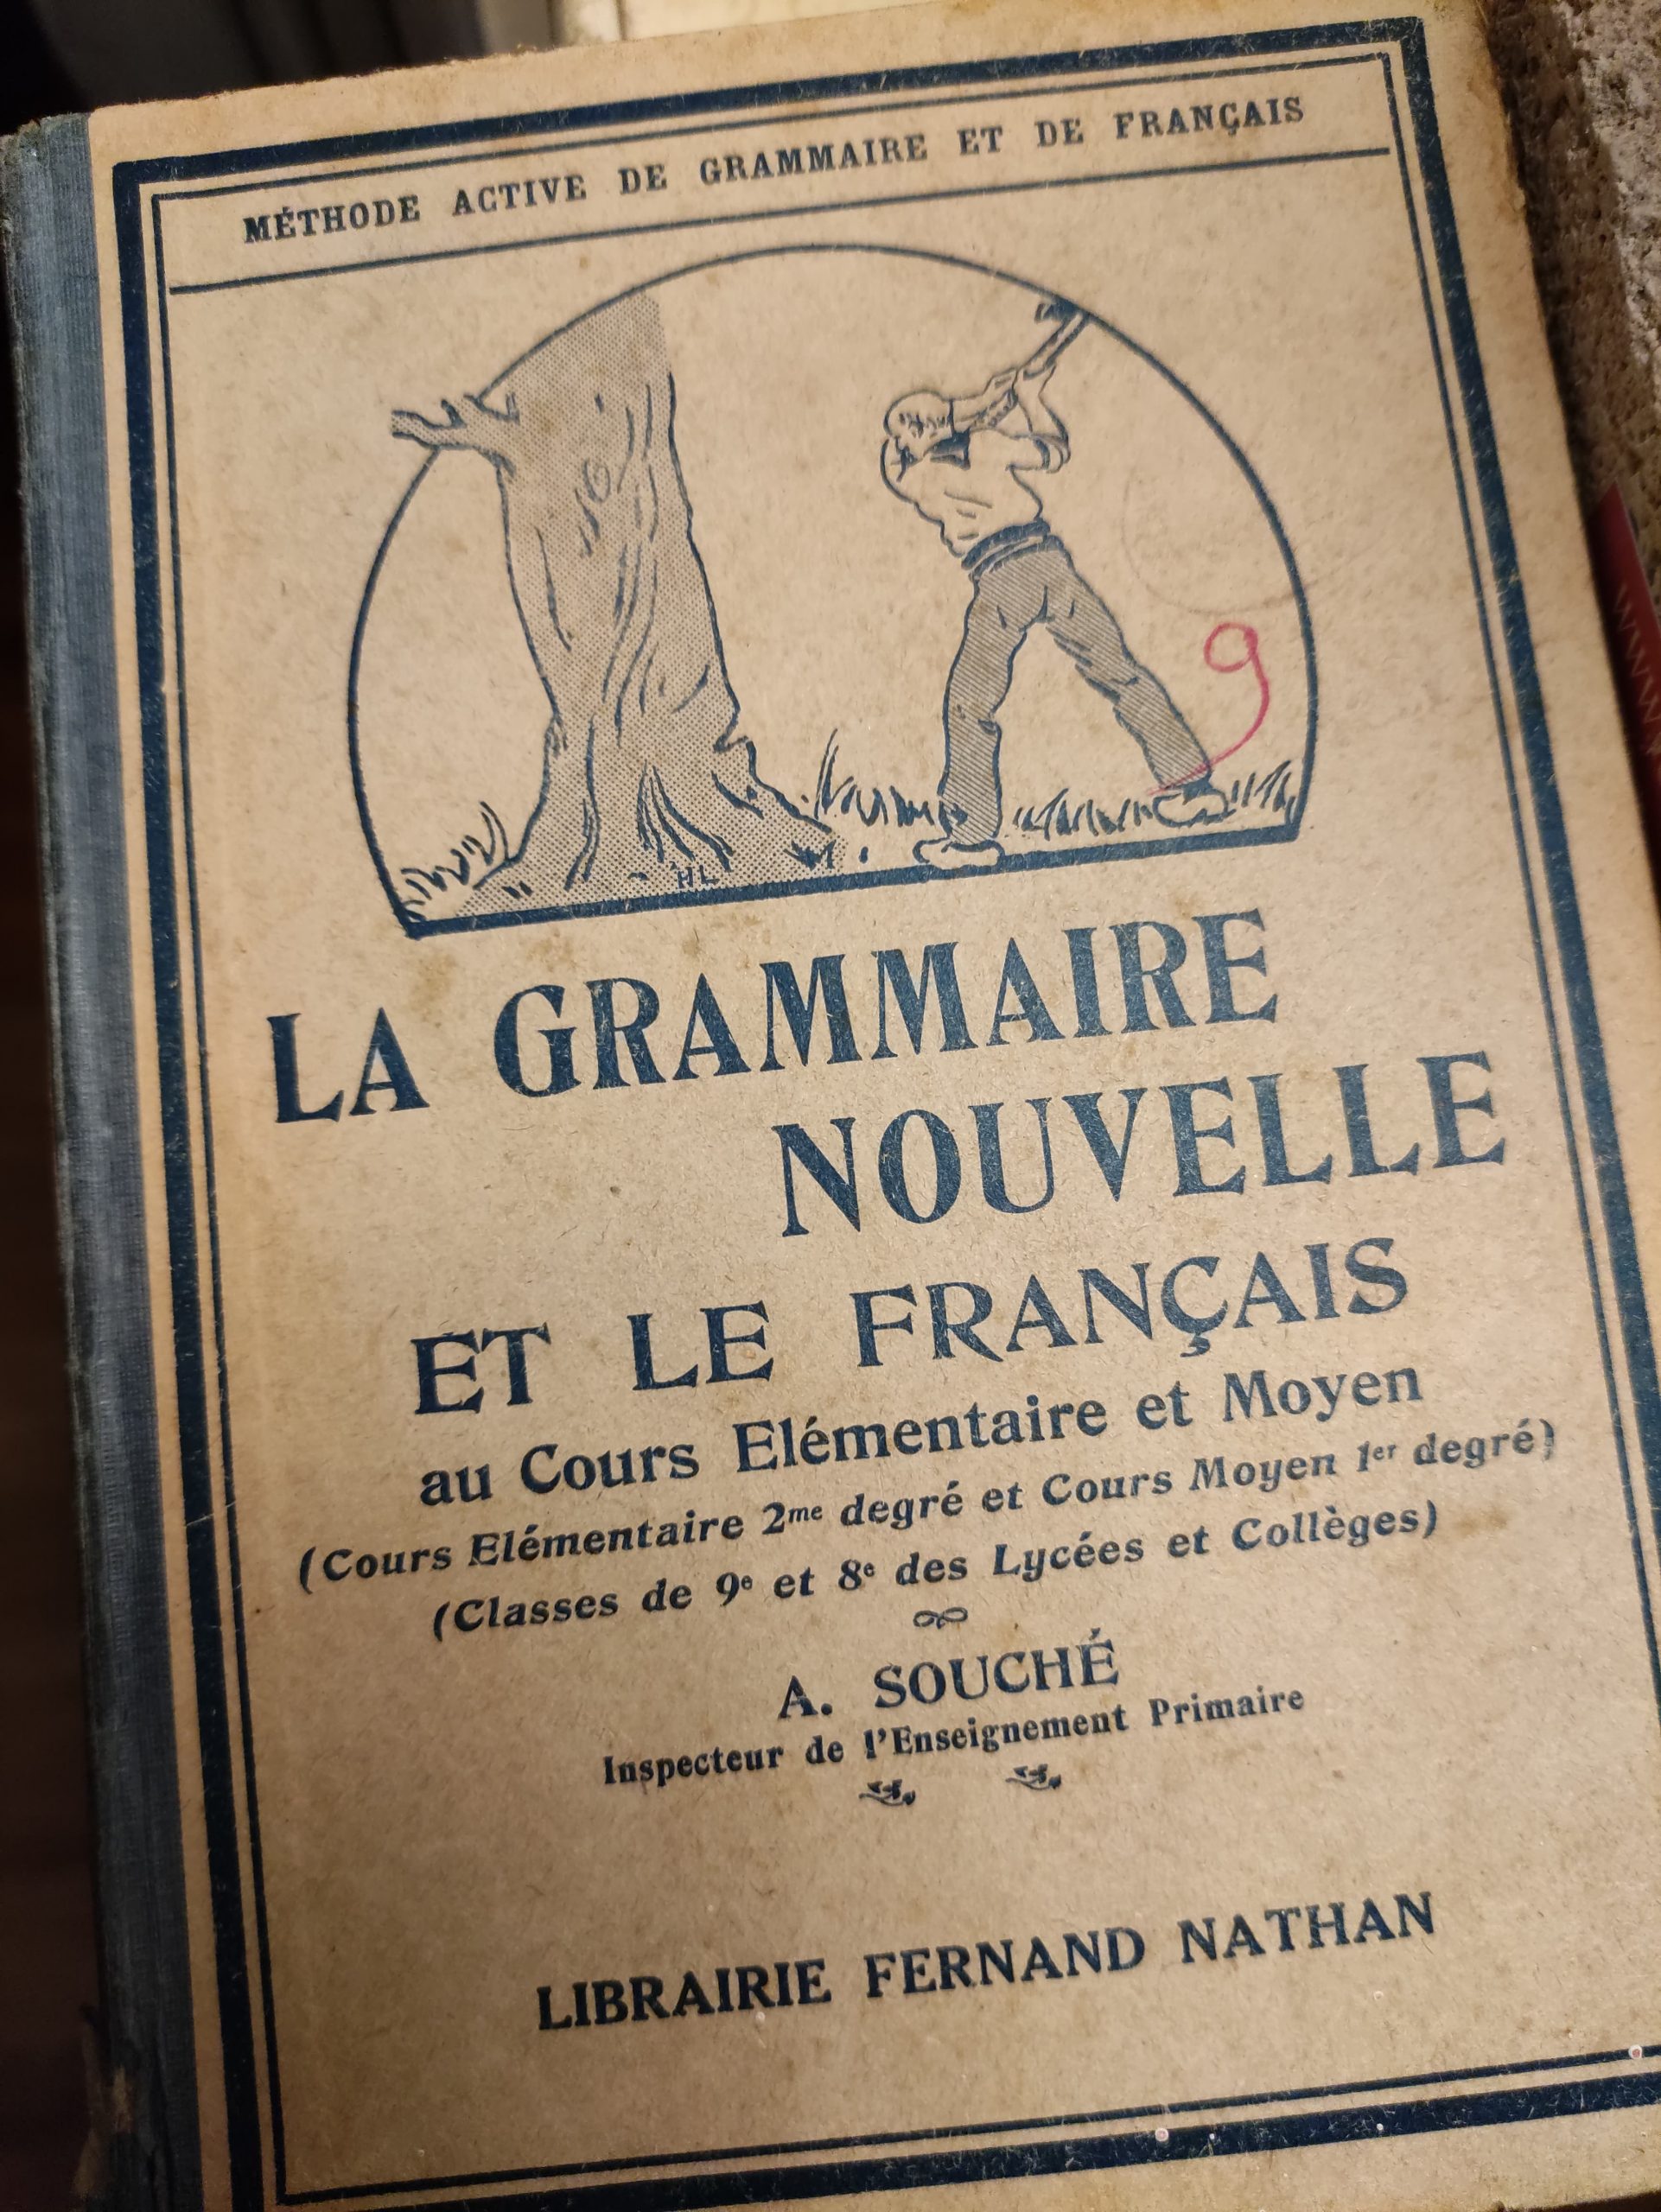 MÉTHODE ACTIVE DE GRAMMAIRE ET DE FRANÇAIS
9
HL
LA GRAMMAIRE
NOUVELLE
ET LE FRANÇAIS
au Cours Elémentaire et Moyen
(Cours Elémentaire 2me degré et Cours Moyen 1er degré)
(Classes de 9e et 8e des Lycées et Collèges)
A. SOUCHÉ
Inspecteur de l'Enseignement Primaire
LIBRAIRIE FERNAND NATHAN